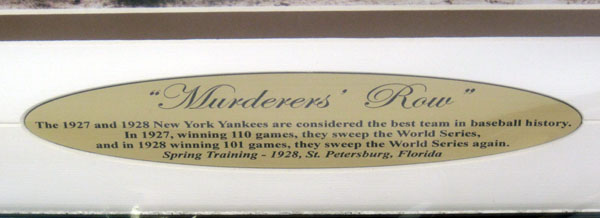 "Murderers' Row"
The 1927 and 1928 New York Yankees are considered the best team in baseball history.
In 1927, winning 110 games, they sweep the World Series,
and in 1928 winning 101 games, they sweep the World Series again.
Spring Training - 1928, St. Petersburg, Florida